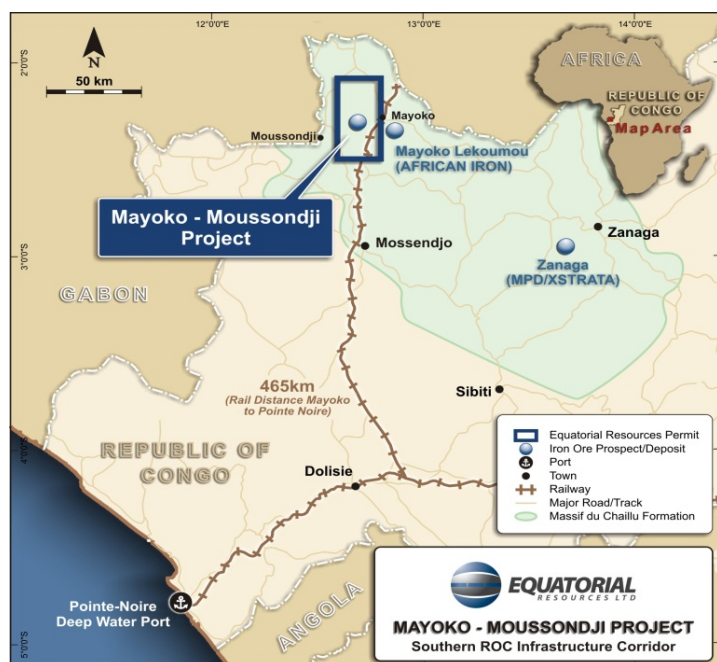 12°0'0"E
13°0'0"E
14°0'0"E
2°0'0"S
3°0'0"S
4°0'0"S
5°0'0"S
N
50 km
AFRICA
REPUBLIC OF
CONGO
Map Area
Moussondji
Mayoko
Mayoko Lekoumou
(AFRICAN IRON)
Mayoko - Moussondji
Project
Mossendjo
Zanaga
Zanaga
(MPD/XSTRATA)
GABON
465km
(Rail Distance Mayoko
to Pointe Noire)
Sibiti
REPUBLIC OF
CONGO
Dolisie
Pointe-Noire
Deep Water Port
ANGOLA
Equatorial Resources Permit
Iron Ore Prospect/Deposit
Port
Town
Railway
Major Road/Track
Massif du Chaillu Formation
EQUATORIAL
RESOURCES LTD
MAYOKO - MOUSSONDJI PROJECT
Southern ROC Infrastructure Corridor